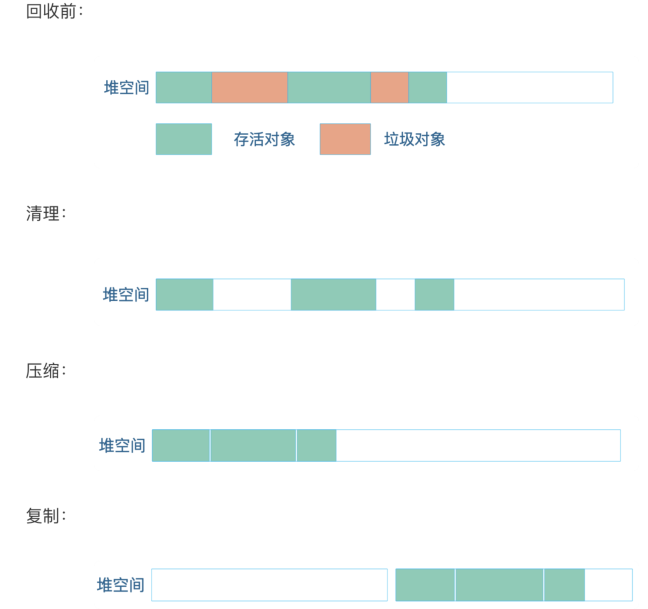 回收前：
堆空间
存活对象 垃圾对象
清理：
堆空间
压缩：
堆空间
复制：
堆空间